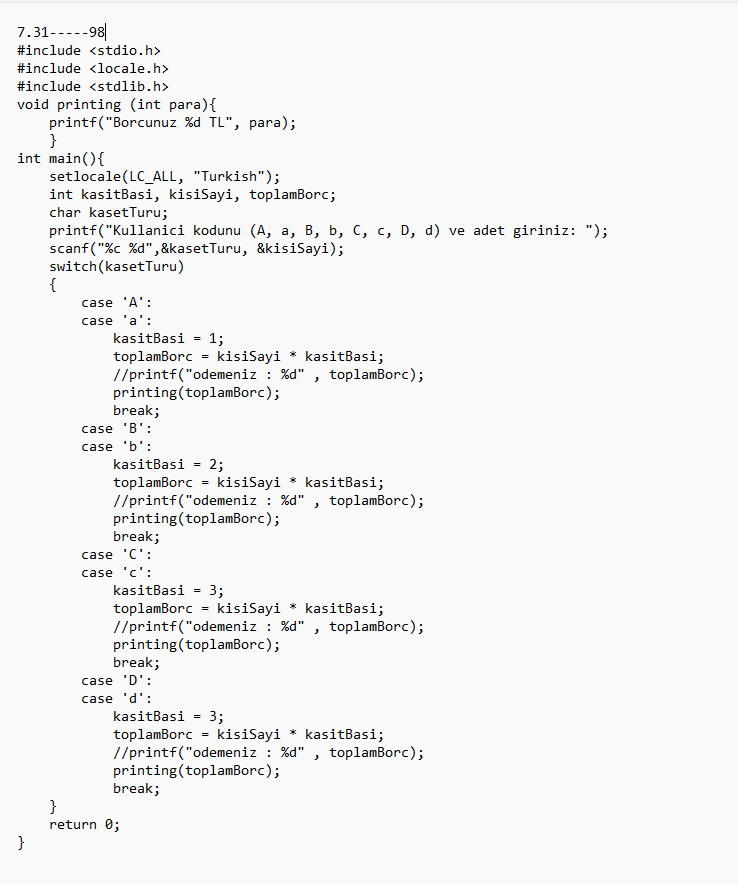 7.31-----98
#include <stdio.h>
#include <locale.h>
#include <stdlib.h>
void printing (int para){
    printf("Borcunuz %d TL", para);
    }
int main(){
    setlocale(LC_ALL, "Turkish");
    int kasitBasi, kisiSayi, toplamBorc;
    char kasetTuru;
    printf("Kullanici kodunu (A, a, B, b, C, c, D, d) ve adet giriniz: ");
    scanf("%c %d",&kasetTuru, &kisiSayi);
    switch(kasetTuru)
    {
        case 'A':
        case 'a':
            kasitBasi = 1;
            toplamBorc = kisiSayi * kasitBasi;
            //printf("odemeniz : %d" , toplamBorc);
            printing(toplamBorc);
            break;
        case 'B':
        case 'b':
            kasitBasi = 2;
            toplamBorc = kisiSayi * kasitBasi;
            //printf("odemeniz : %d" , toplamBorc);
            printing(toplamBorc);
            break;
        case 'C':
        case 'c':
            kasitBasi = 3;
            toplamBorc = kisiSayi * kasitBasi;
            //printf("odemeniz : %d" , toplamBorc);
            printing(toplamBorc);
            break;
        case 'D':
        case 'd':
            kasitBasi = 3;
            toplamBorc = kisiSayi * kasitBasi;
            //printf("odemeniz : %d" , toplamBorc);
            printing(toplamBorc);
            break;
    }
    return 0;
}